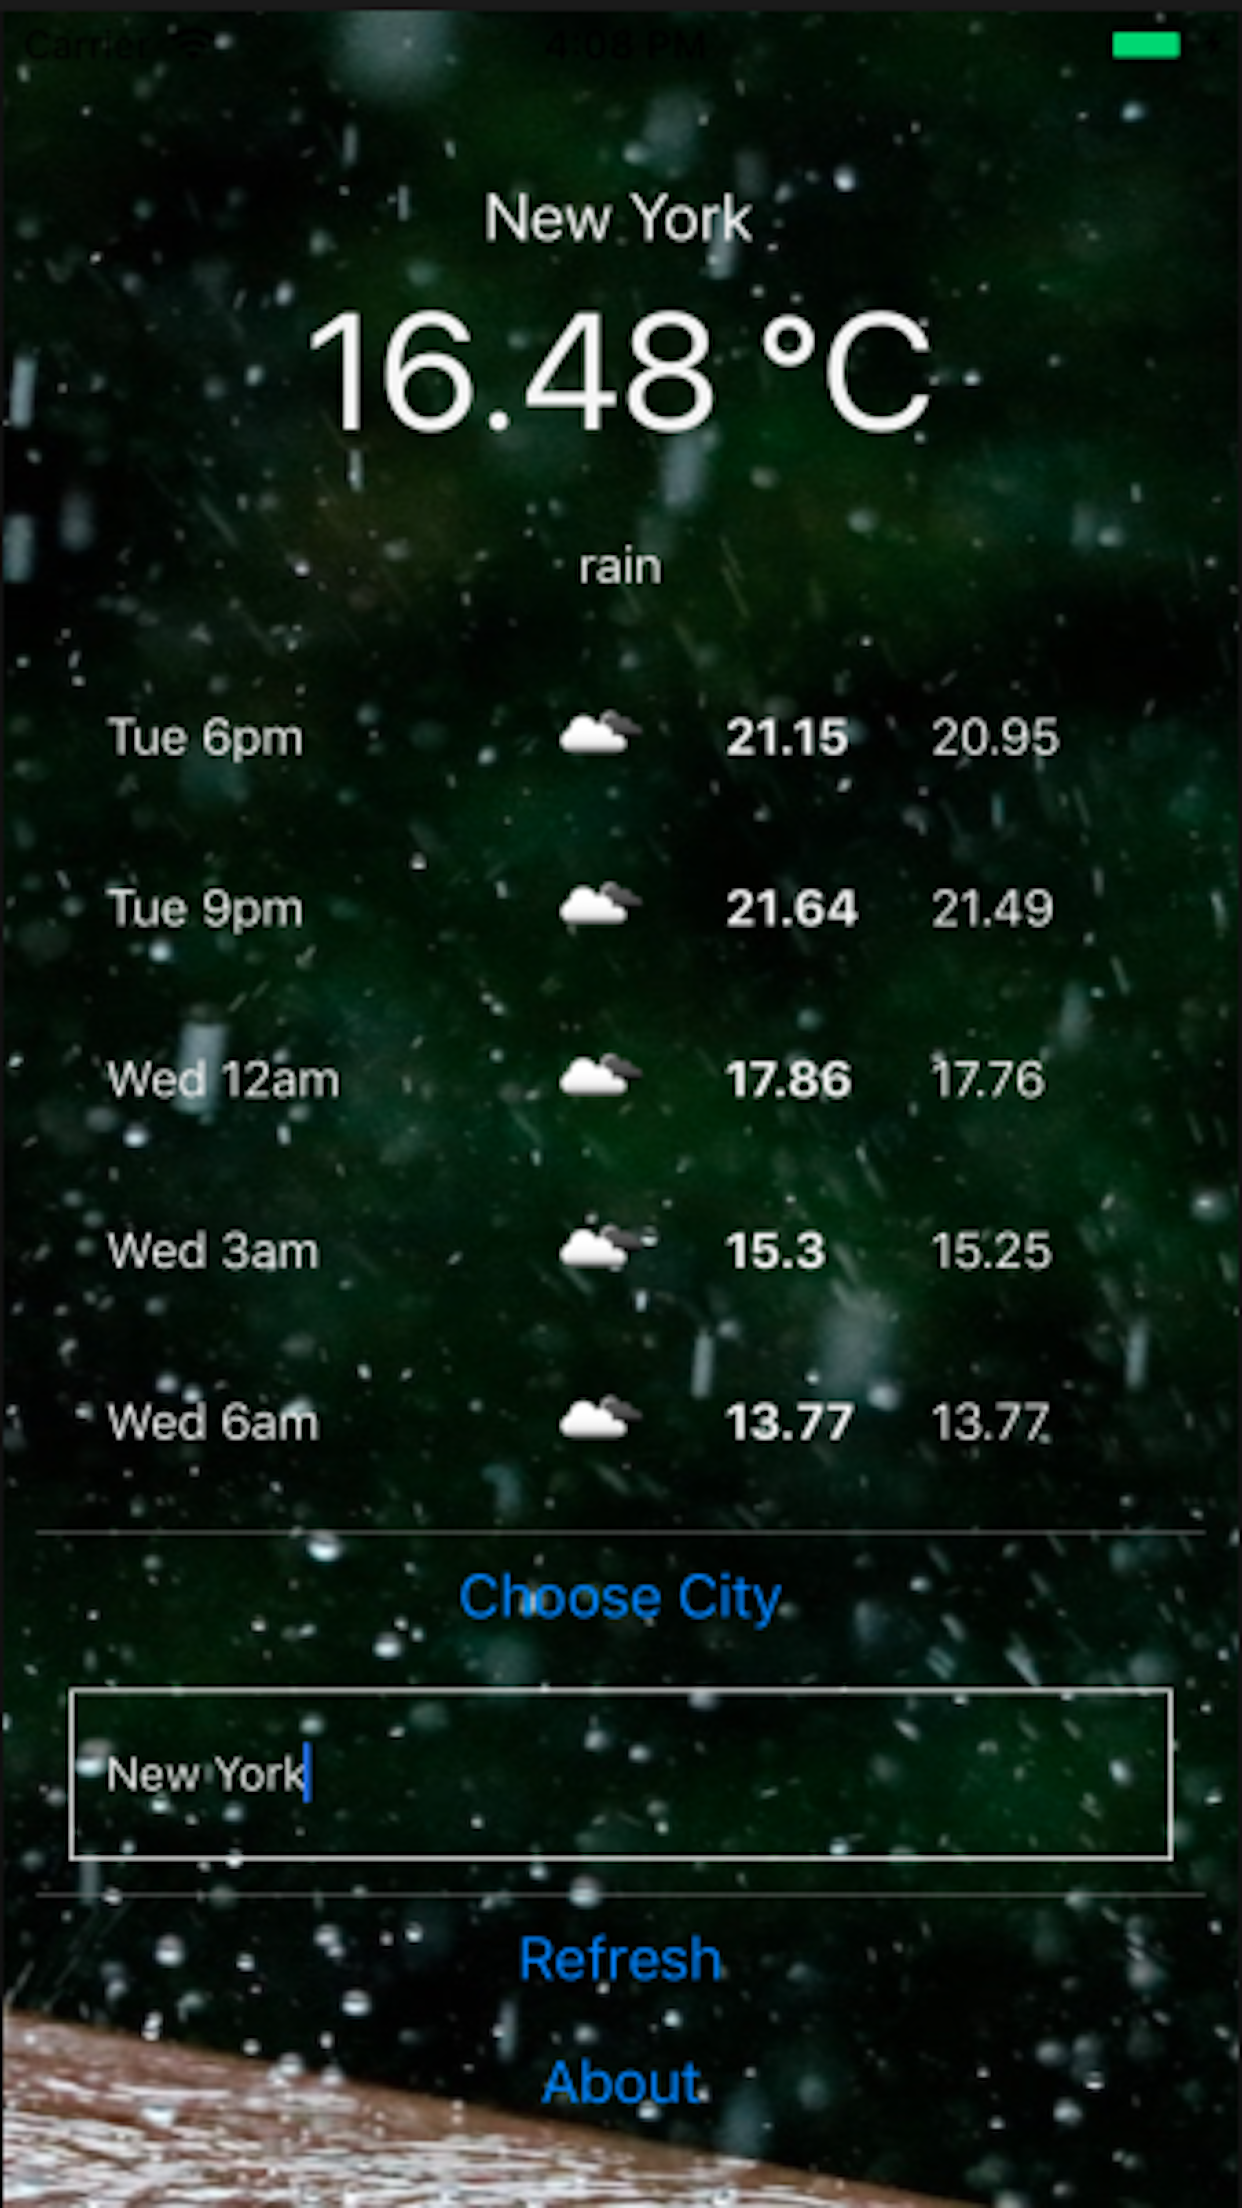 Carrier 4:08 PM
New York
16.48 °C
rain
Tue 6pm 21.15 20.95
Tue 9pm 21.64 21.49
Wed 12am 17.86 17.76
Wed 3am 15.3 15.25
Wed 6am 13.77 13.77
Choose City
New York
Refresh
About